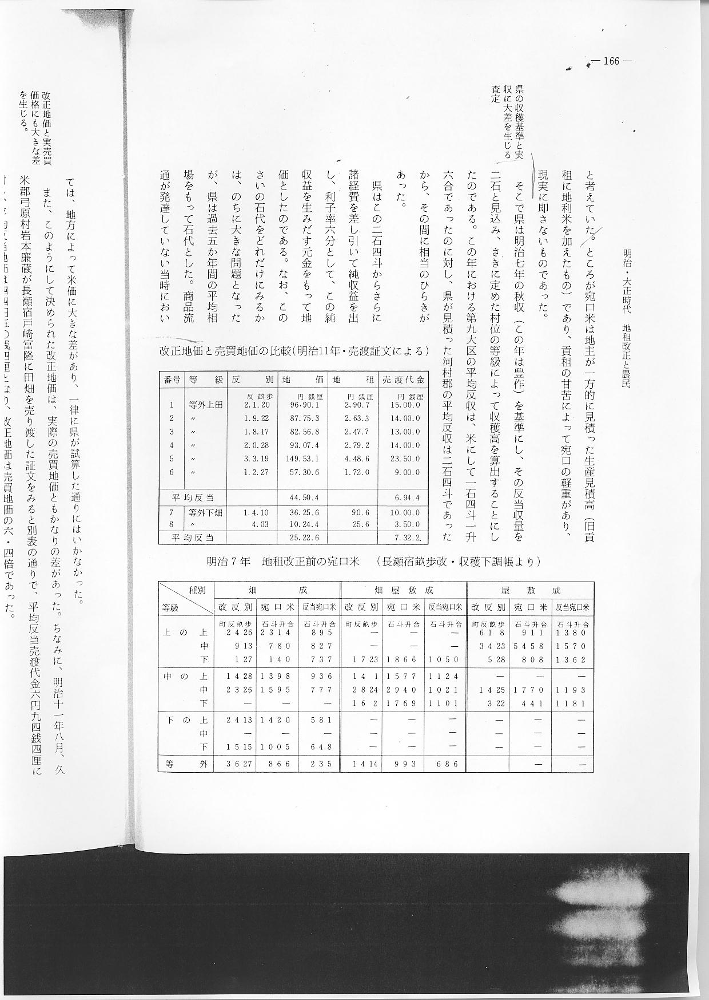 ― 166 ―
明治・大正時代　地租改正と農民
県の収穫基準と実
収に大差を生じる
査定
と考えていた。ところが宛口米は地主が一方的に見積った生産見積高（旧貢
租に地利米を加えたもの）であり、貢租の甘苦によって宛口の軽重があり、
現実に即さないものであった。
そこで県は明治七年の秋収（この年は豊作）を基準にし、その反当収量を
二石と見込み、さきに定めた村位の等級によって収穫高を算出することにし
たのである。この年における第九大区の平均反収は、米にして一石四斗一升
六合であったのに対し、県が見積った河村郡の平均反収は二石四斗であった
から、その間に相当のひらきが
あった。
県はこの二石四斗からさらに
諸経費を差し引いて純収益を出
し、利子率六分として、この純
収益を生みだす元金をもって地
価としたのである。なお、この
さいの石代をどれだけにみるか
は、のちに大きな問題となった
が、県は過去五か年間の平均相
場をもって石代とした。商品流
通が発達していない当時におい
改正地価と売買地価の比較(明治11年・売渡証文による)
番号 等級 反別 地価 地租 売渡代金
反畝歩 円銭厘 円銭厘 円銭厘
1 等外上田 2.1.20 96.90.1 2.90.7 15.00.0
2 〃 1.9.22 87.75.3 2.63.3 14.00.0
3 〃 1.8.17 82.56.8 2.47.7 13.00.0
4 〃 2.0.28 93.07.4 2.79.2 14.00.0
5 〃 3.3.19 149.53.1 4.48.6 23.50.0
6 〃 1.2.27 57.30.6 1.72.0 9.00.0
平均反当 44.50.4 6.94.4
7 等外下畑 1.4.10 36.25.6 90.6 10.00.0
8 〃 4.03 10.24.4 25.6 3.50.0
平均反当 25.22.6 7.32.2
明治7年　地租改正前の宛口米　(長瀬宿畝歩改・収穫下調帳より)
種別 畑成 畑屋敷成 屋敷成
等級 改反別 宛口米 反当宛口米 改反別 宛口米 反当宛口米 改反別 宛口米 反当宛口米
町反畝歩 石斗升合 石斗升合 町反畝歩 石斗升合 石斗升合 町反畝歩 石斗升合 石斗升合
上の上 2 4 26 2 3 1 4 8 9 5 ― ― ― 6 1 8 9 1 1 1 3 8 0
中 9 13 7 8 0 8 2 7 ― ― ― 3 4 23 5 4 5 8 1 5 7 0
下 1 27 1 4 0 7 3 7 1 7 23 1 8 6 6 1 0 5 0 5 28 8 0 8 1 3 6 2
中の上 1 4 28 1 3 9 8 9 3 6 1 4 1 1 5 7 7 1 1 2 4 ― ― ―
中 2 3 26 1 5 9 5 7 7 7 2 8 24 2 9 4 0 1 0 2 1 1 4 25 1 7 7 0 1 1 9 3
下 ― ― ― 1 6 2 1 7 6 9 1 1 0 1 3 22 4 4 1 1 1 8 1
下の上 2 4 13 1 4 2 0 5 8 1 ― ― ― ― ― ―
中 ― ― ― ― ― ― ― ― ―
下 1 5 15 1 0 0 5 6 4 8 ― ― ― ― ― ―
等外 3 6 27 8 6 6 2 3 5 1 4 14 9 9 3 6 8 6 ― ―
改正地価と実売買
価格にも大きな差
を生じる。
ては、地方によって米価に大きな差があり、一律に県が試算した通りにはいかなかった。
また、このようにして決められた改正地価は、実際の売買地価ともかなりの差があった。ちなみに、明治十一年八月、久
米郡弓原村岩本廉蔵が長瀬宿戸崎富隆に田畑を売り渡した証文をみると別表の通りで、平均反当売渡代金六円九四銭四厘に
改正地価は売買地価の六・四倍であった。